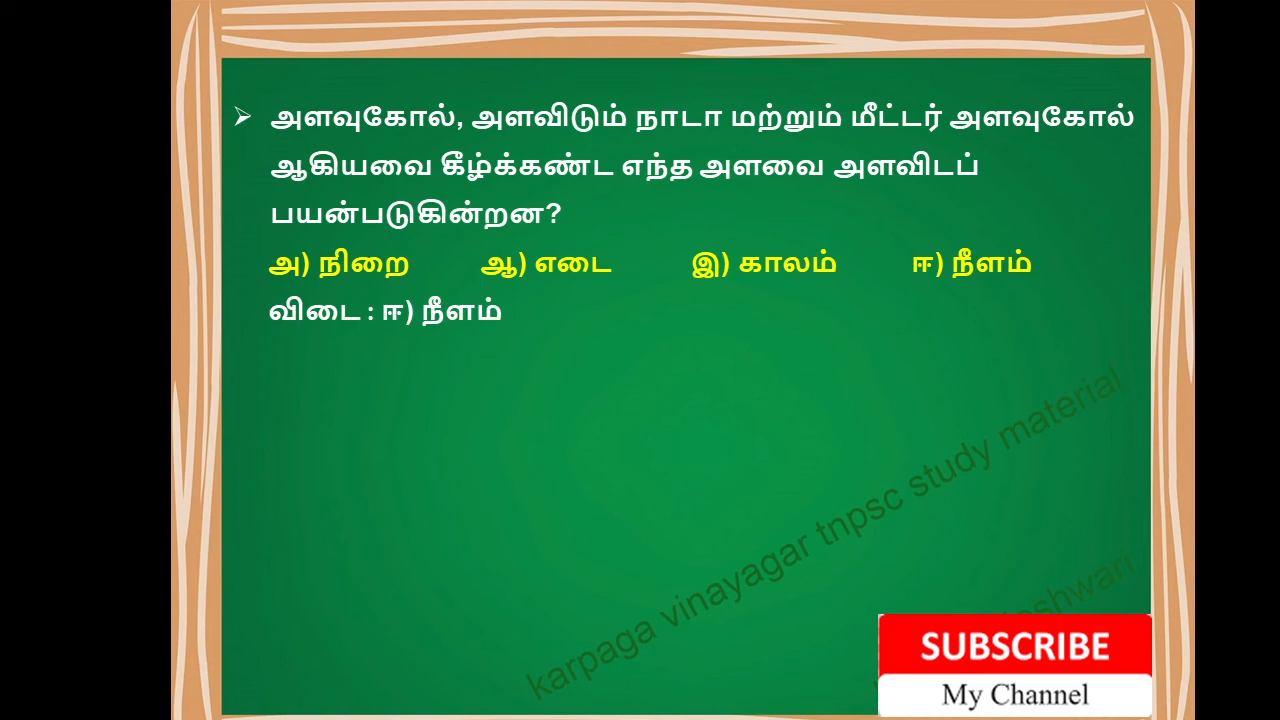 ➢ அளவுகோல், அளவிடும் நாடா மற்றும் மீட்டர் அளவுகோல்
ஆகியவை கீழ்க்கண்ட எந்த அளவை அளவிடப்
பயன்படுகின்றன?
அ) நிறை ஆ) எடை இ) காலம் ஈ) நீளம்
விடை : ஈ) நீளம்
karpaga vinayagar tnpsc study material
SUBSCRIBE
My Channel